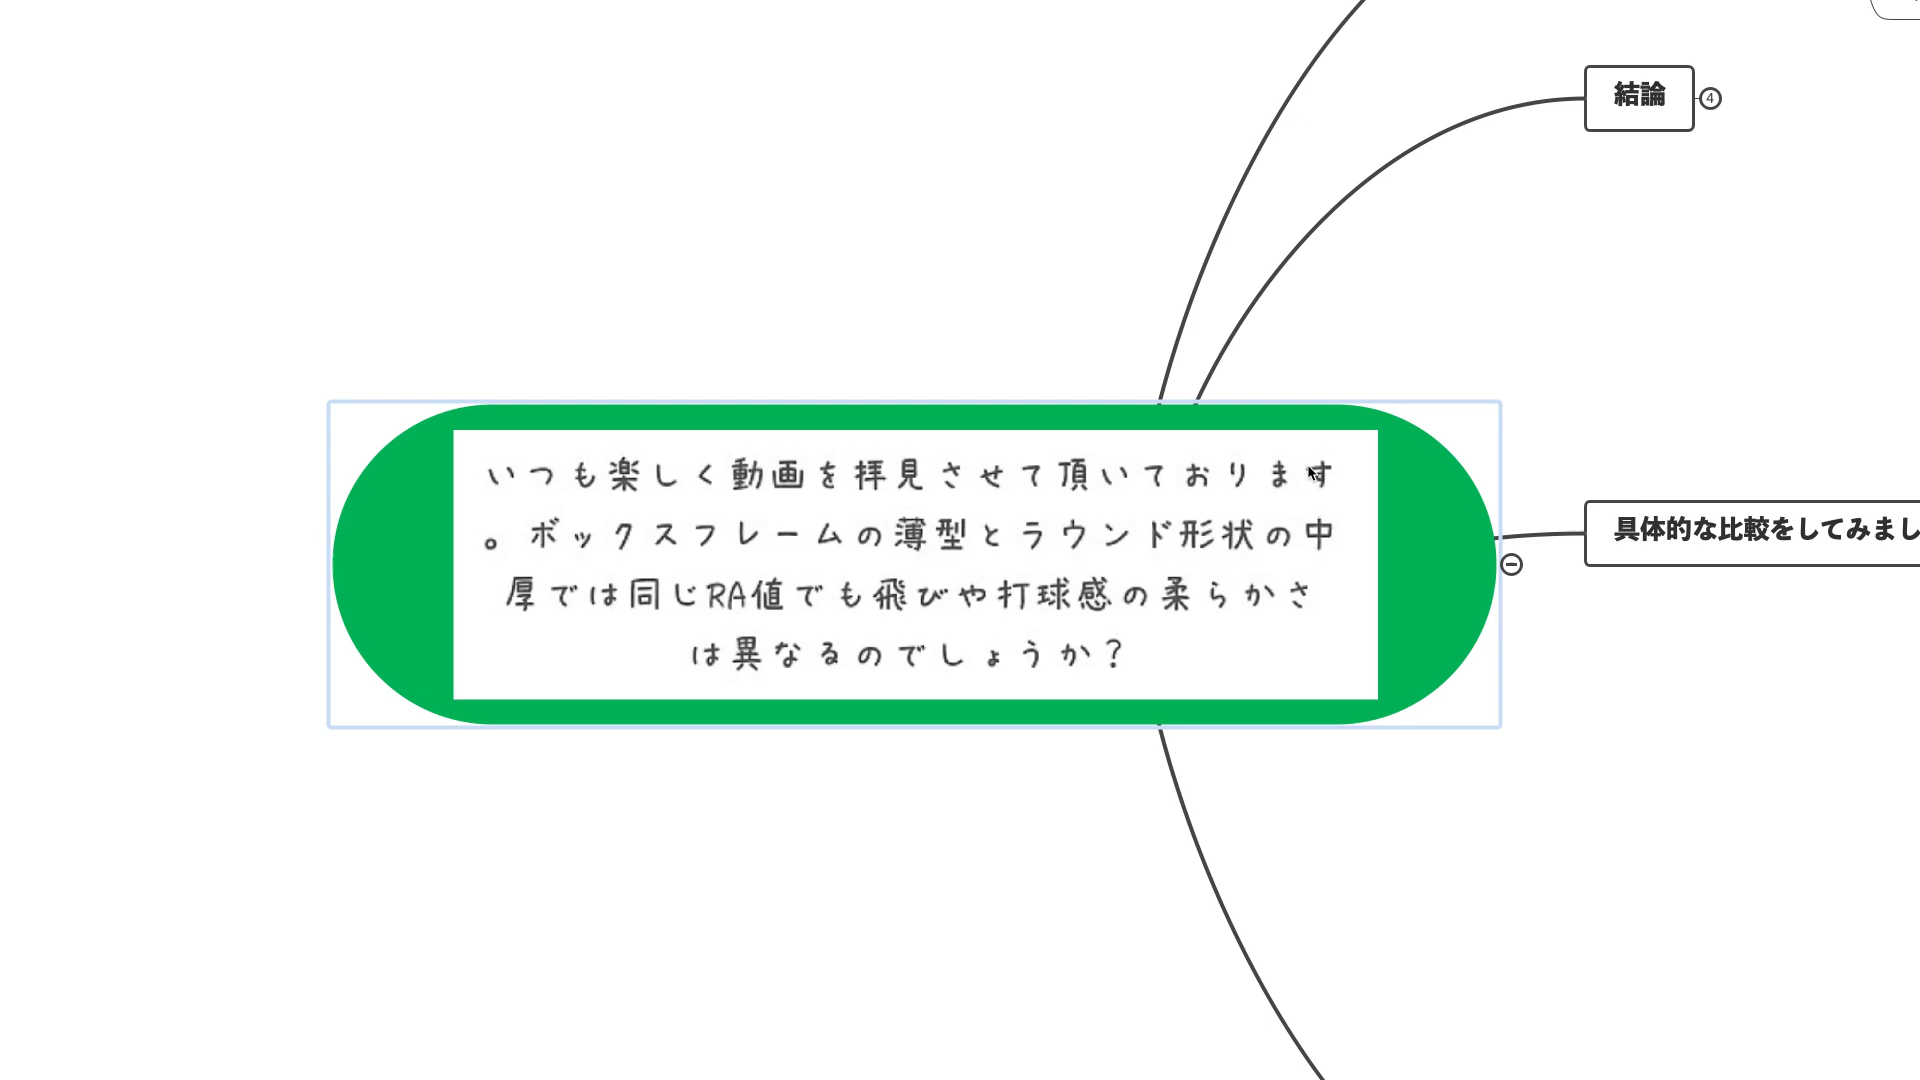 結論
4
いつも楽しく動画を拝見させて頂いております
。ボックスフレームの薄型とラウンド形状の中
厚では同じRA値でも飛びや打球感の柔らかさ
は異なるのでしょうか？
具体的な比較をしてみまし